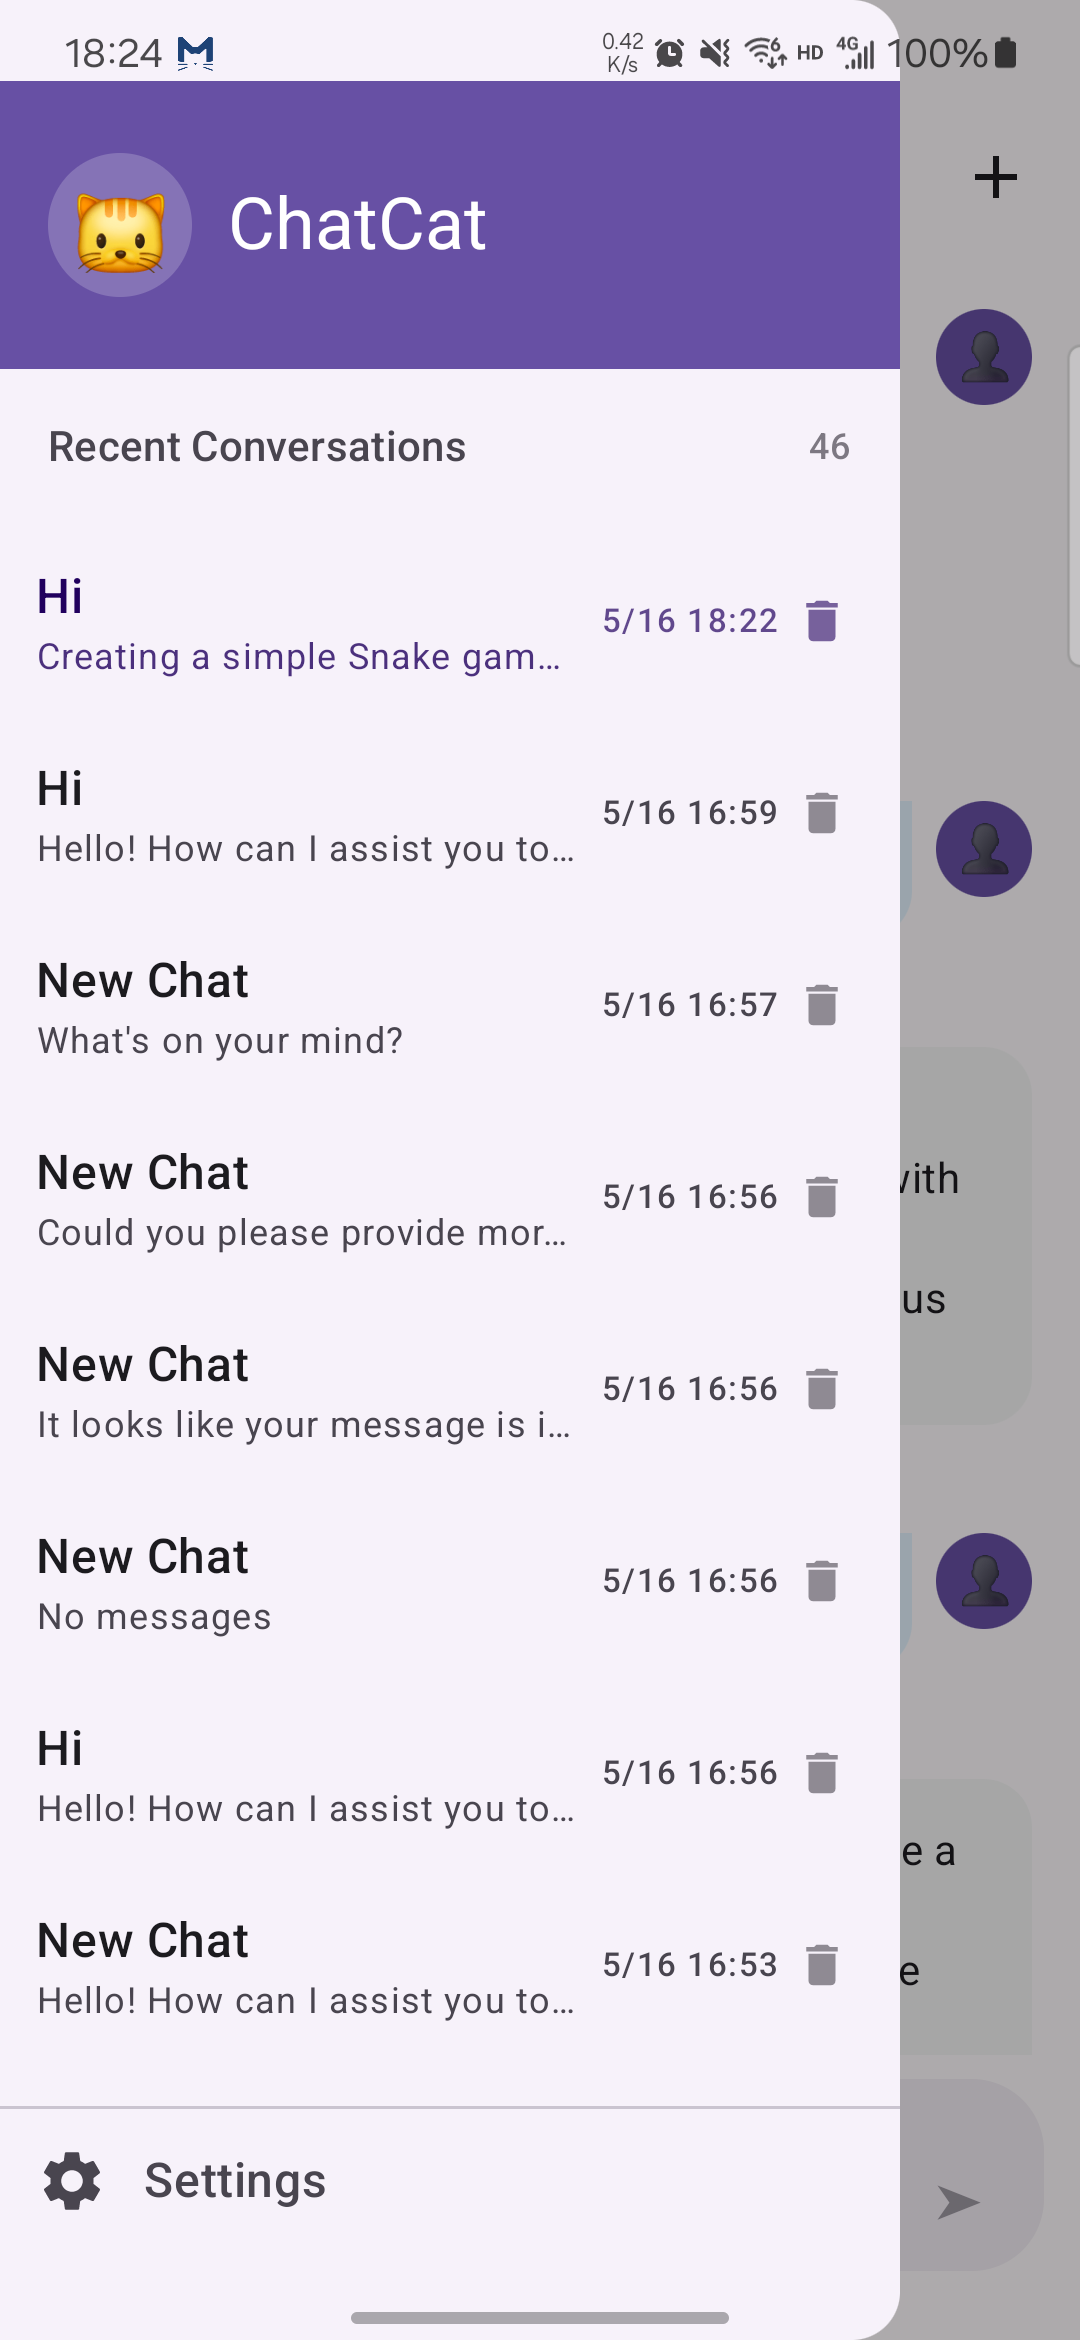 18:24
0.42
K/s
6
HD
4G
100%
ChatCat
Recent Conversations
46
Hi
5/16 18:22
Creating a simple Snake gam...
Hi
5/16 16:59
Hello! How can I assist you to...
New Chat
5/16 16:57
What's on your mind?
New Chat
5/16 16:56
Could you please provide mor...
with
New Chat
5/16 16:56
It looks like your message is i...
us
New Chat
5/16 16:56
No messages
Hi
5/16 16:56
Hello! How can I assist you to...
e a
New Chat
5/16 16:53
Hello! How can I assist you to...
e
Settings